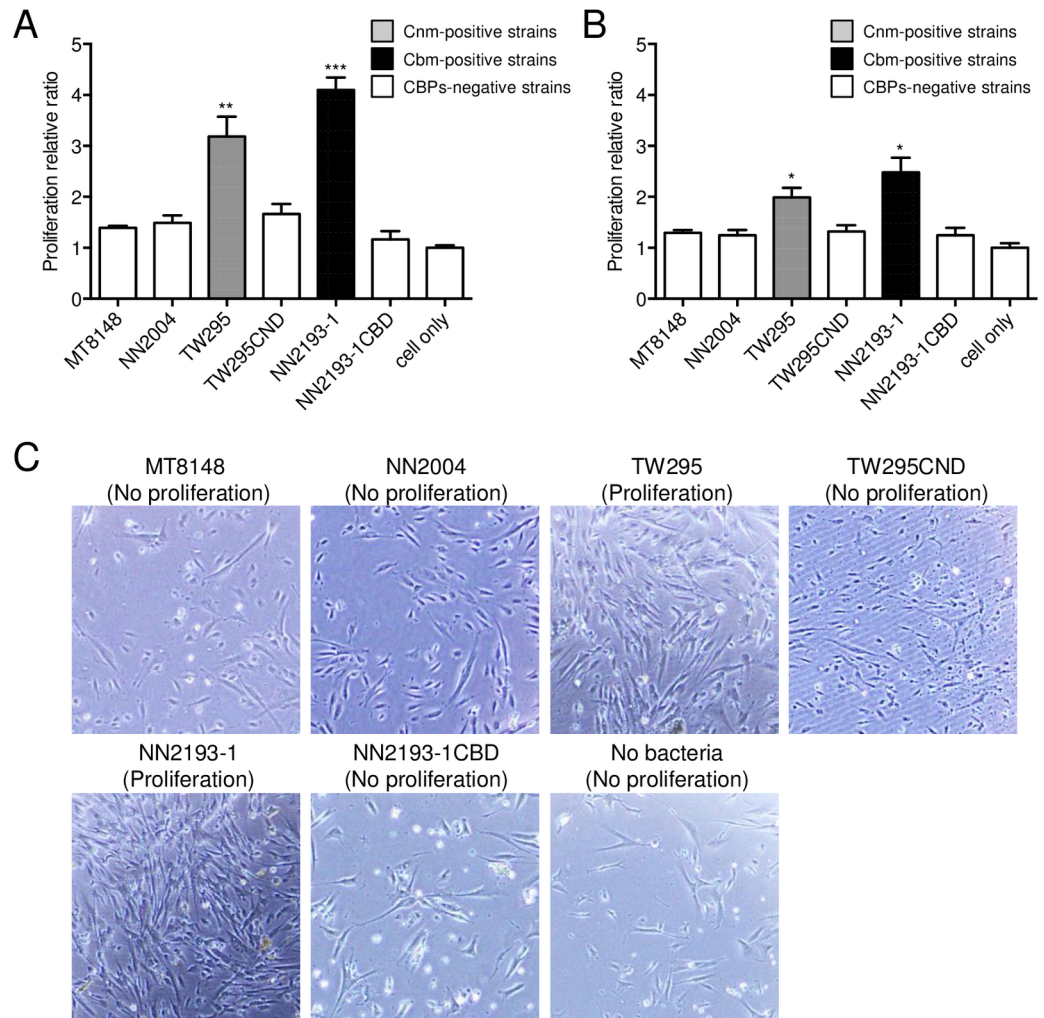 A
Proliferation relative ratio
5
4
3
2
1
0
**
***
Cnm-positive strains
Cbm-positive strains
CBPs-negative strains
MT8148
NN2004
TW295
TW295CND
NN2193-1
NN2193-1CBD
cell only
B
Proliferation relative ratio
5
4
3
2
1
0
*
*
Cnm-positive strains
Cbm-positive strains
CBPs-negative strains
MT8148
NN2004
TW295
TW295CND
NN2193-1
NN2193-1CBD
cell only
C
MT8148
(No proliferation)
NN2004
(No proliferation)
TW295
(Proliferation)
TW295CND
(No proliferation)
NN2193-1
(Proliferation)
NN2193-1CBD
(No proliferation)
No bacteria
(No proliferation)